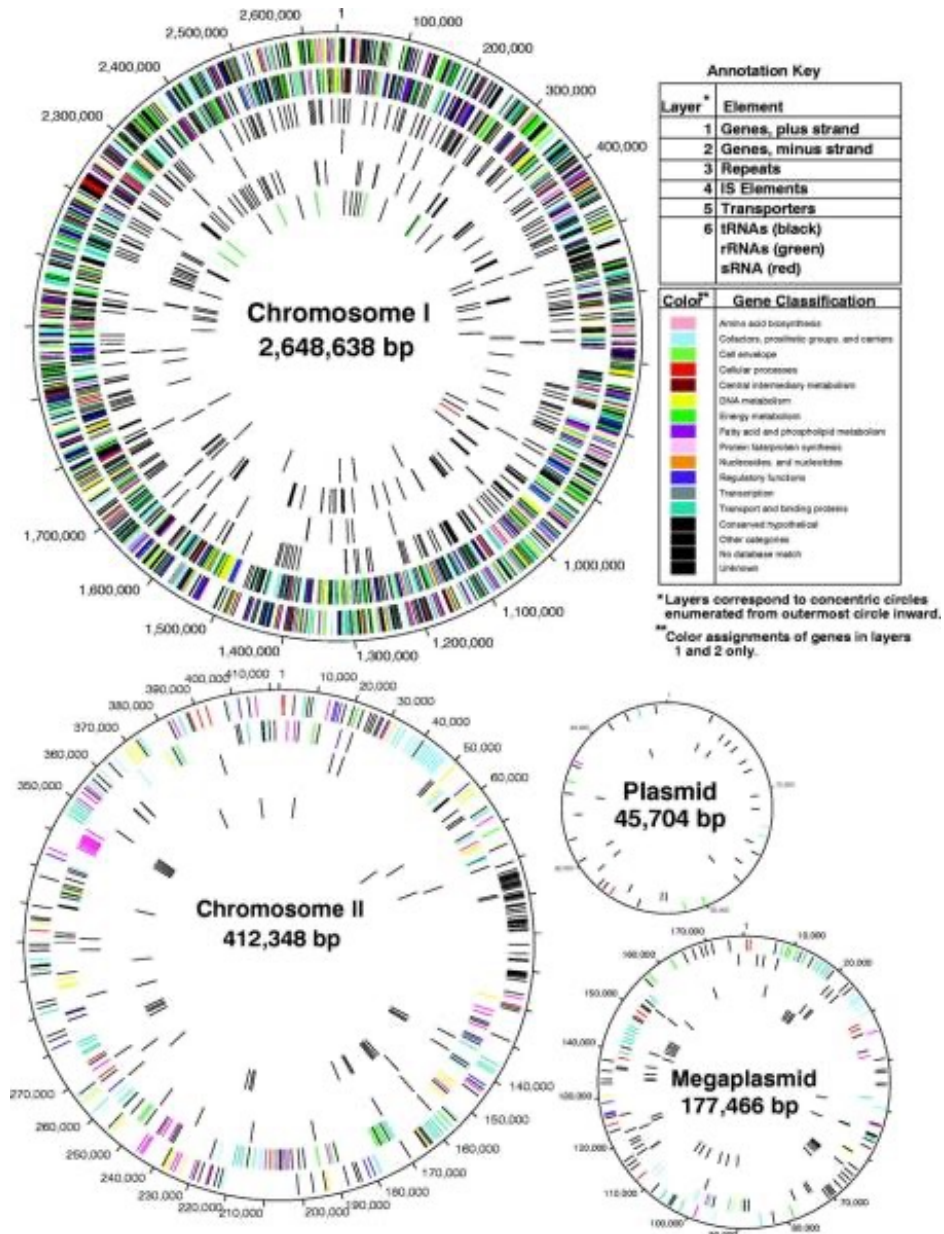 1
100,000
200,000
300,000
400,000
1,000,000
1,100,000
1,200,000
1,300,000
1,400,000
1,500,000
1,600,000
1,700,000
2,300,000
2,400,000
2,500,000
2,600,000
Chromosome I
2,648,638 bp
Annotation Key
Layer* Element
1 Genes, plus strand
2 Genes, minus strand
3 Repeats
4 IS Elements
5 Transporters
6 tRNAs (black)
rRNAs (green)
sRNA (red)
Color** Gene Classification
Amino acid biosynthesis
Cofactors, prosthetic groups, and carriers
Cell envelope
Cellular processes
Central intermediary metabolism
DNA metabolism
Energy metabolism
Fatty acid and phospholipid metabolism
Protein fate/protein synthesis
Nucleosides, and nucleotides
Regulatory functions
Transcription
Transport and binding proteins
Conserved hypothetical
Other categories
No database match
Unknown
*Layers correspond to concentric circles
enumerated from outermost circle inward.
**Color assignments of genes in layers
1 and 2 only.
1
10,000
20,000
30,000
40,000
50,000
60,000
140,000
150,000
160,000
170,000
180,000
190,000
200,000
210,000
220,000
230,000
240,000
250,000
260,000
270,000
350,000
360,000
370,000
380,000
390,000
400,000
410,000
Chromosome II
412,348 bp
Plasmid
45,704 bp
1
10,000
20,000
70,000
100,000
110,000
120,000
130,000
140,000
150,000
160,000
170,000
Megaplasmid
177,466 bp